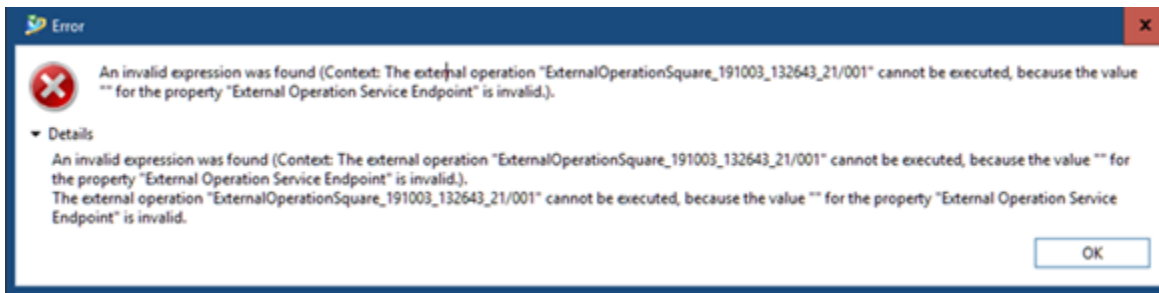 Error
An invalid expression was found (Context: The external operation "ExternalOperationSquare_191003_132643_21/001" cannot be executed, because the value
"" for the property "External Operation Service Endpoint" is invalid.).
Details
An invalid expression was found (Context: The external operation "ExternalOperationSquare_191003_132643_21/001" cannot be executed, because the value "" for
the property "External Operation Service Endpoint" is invalid.).
The external operation "ExternalOperationSquare_191003_132643_21/001" cannot be executed, because the value "" for the property "External Operation Service
Endpoint" is invalid.
OK